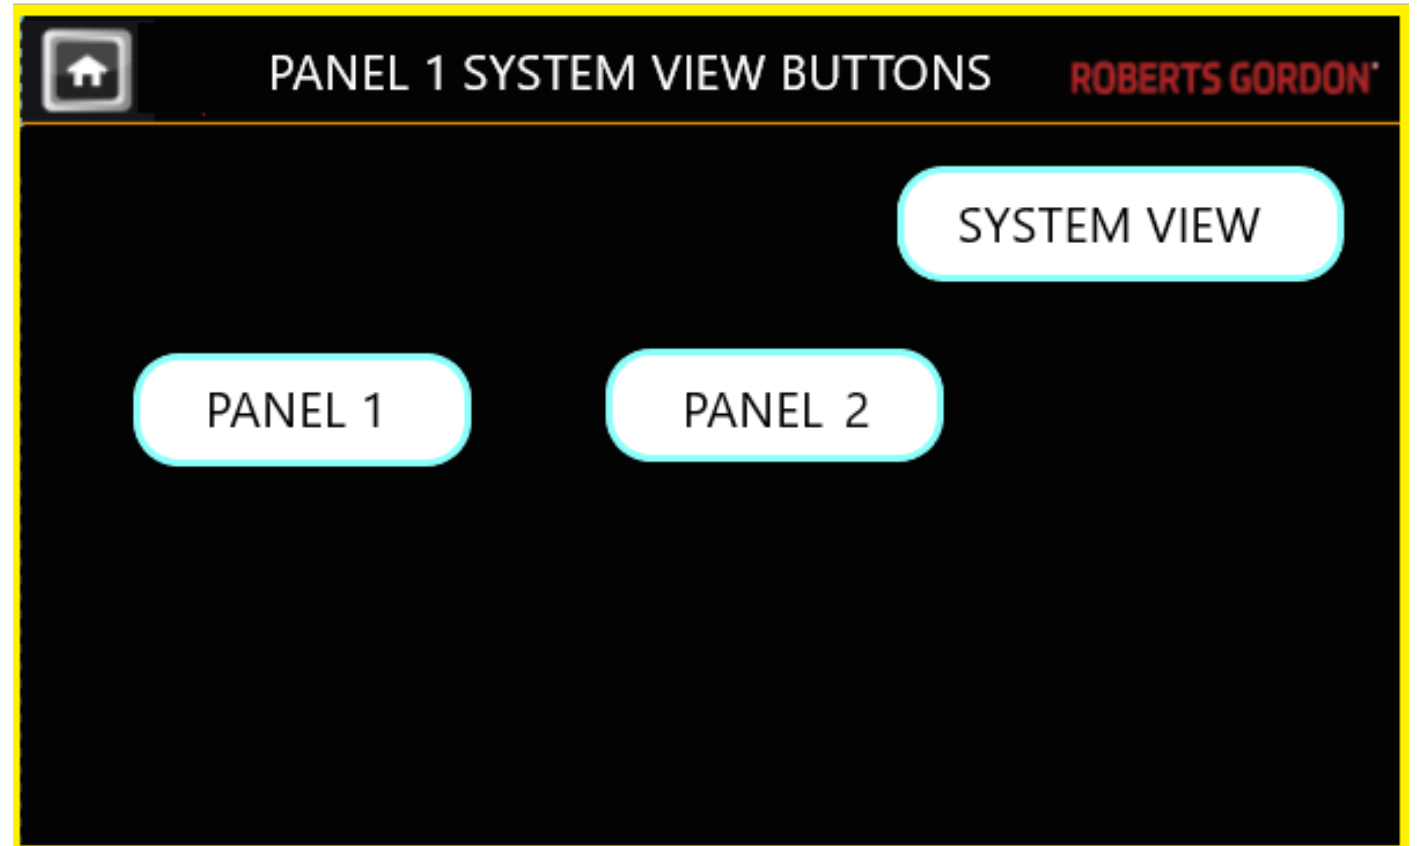 PANEL 1 SYSTEM VIEW BUTTONS
ROBERTS GORDON®
SYSTEM VIEW
PANEL 1
PANEL 2